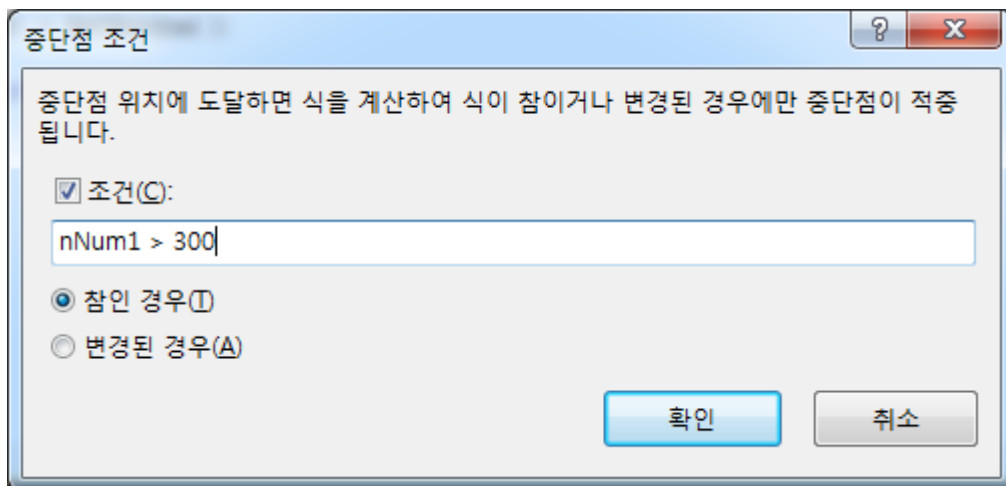 중단점 조건
중단점 위치에 도달하면 식을 계산하여 식이 참이거나 변경된 경우에만 중단점이 적중
됩니다.
조건(C):
nNum1 > 300
참인 경우(T)
변경된 경우(A)
확인 취소